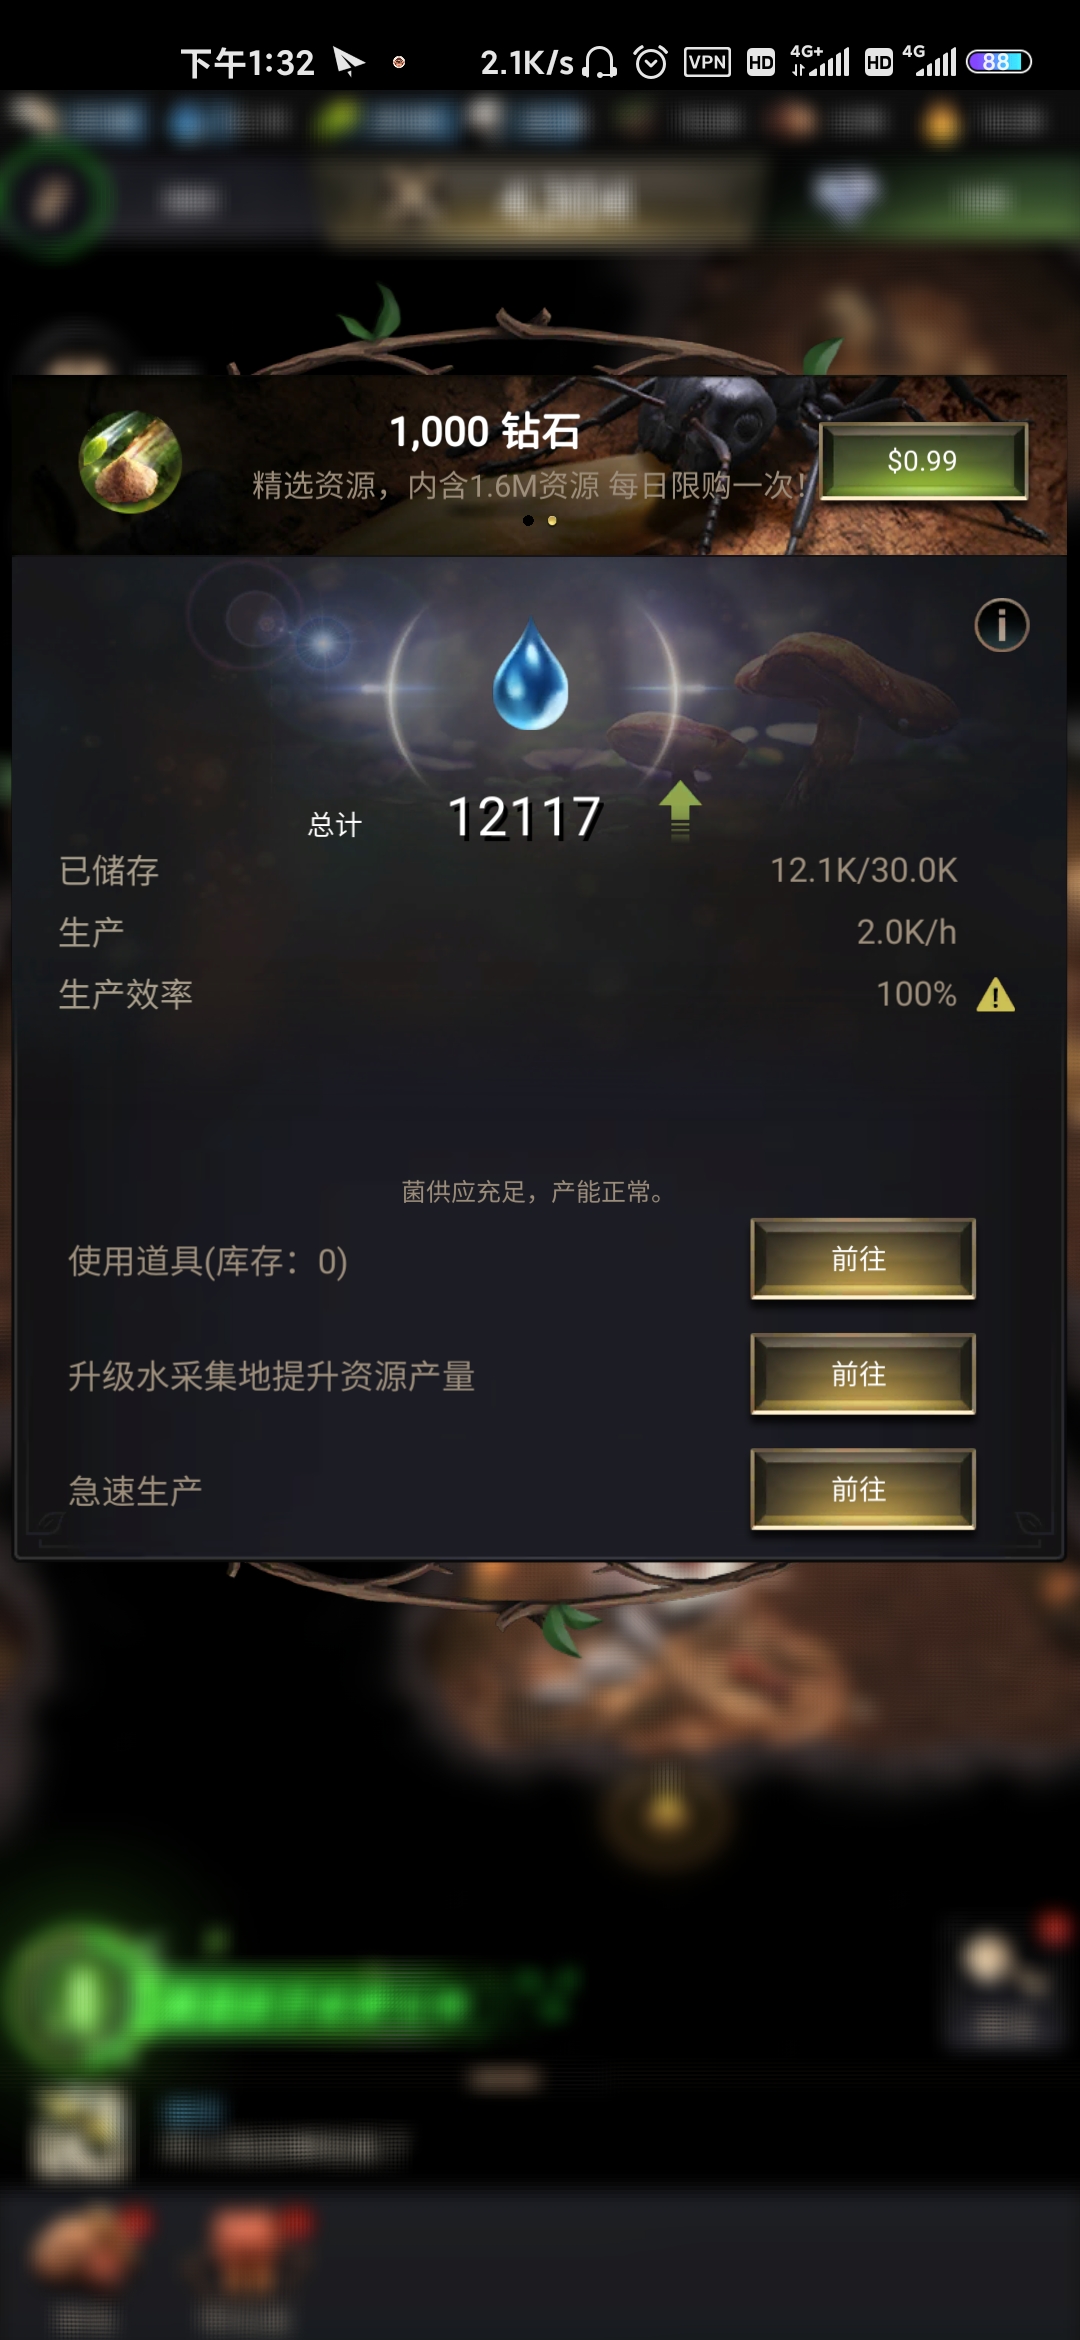 下午1:32
2.1K/s
VPN
HD
4G+
HD
4G
88
1,000 钻石
精选资源，内含1.6M资源 每日限购一次！
$0.99
i
总计
12117
已储存
12.1K/30.0K
生产
2.0K/h
生产效率
100%
菌供应充足，产能正常。
使用道具(库存：0)
前往
升级水采集地提升资源产量
前往
急速生产
前往